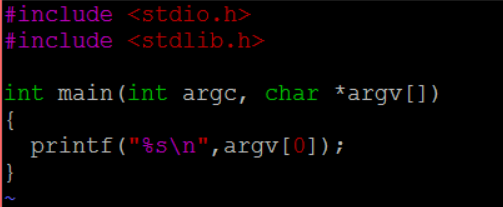 #include <stdio.h>
#include <stdlib.h>

int main(int argc, char *argv[])
{
  printf("%s\n",argv[0]);
}
~